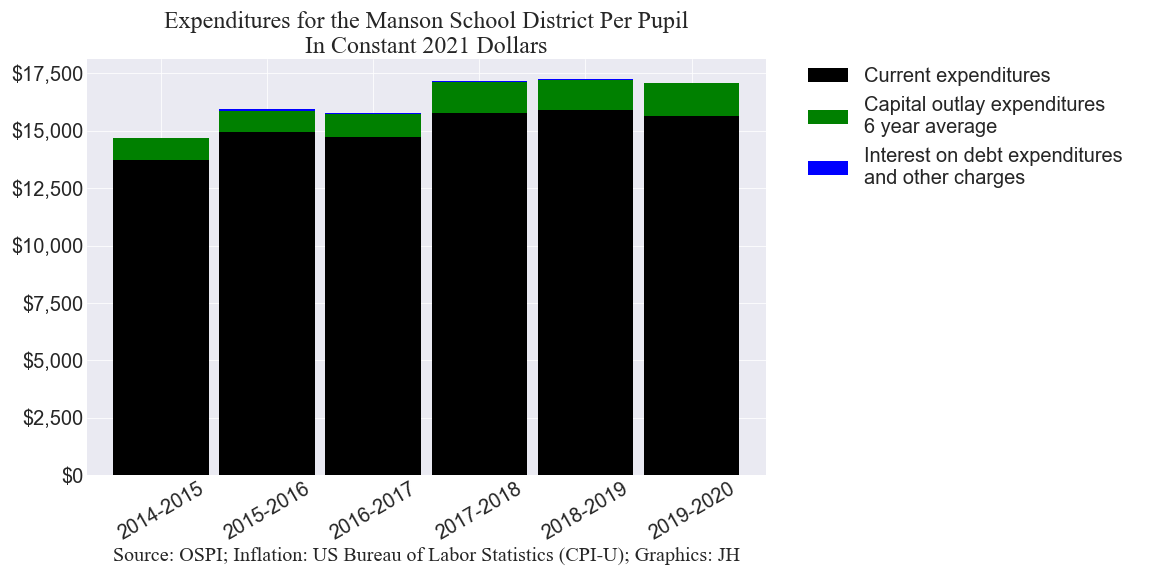 Expenditures for the Manson School District Per Pupil
In Constant 2021 Dollars
$17,500
$15,000
$12,500
$10,000
$7,500
$5,000
$2,500
$0
2014-2015
2015-2016
2016-2017
2017-2018
2018-2019
2019-2020
Current expenditures
Capital outlay expenditures
6 year average
Interest on debt expenditures
and other charges
Source: OSPI; Inflation: US Bureau of Labor Statistics (CPI-U); Graphics: JH